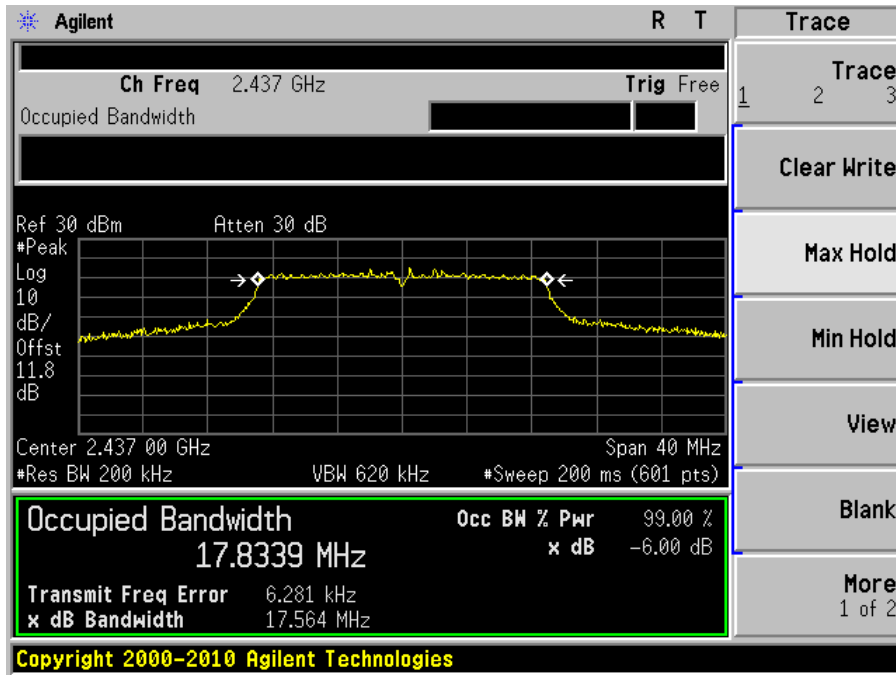 Agilent R T Trace
Ch Freq 2.437 GHz Trig Free
Occupied Bandwidth
Trace
1 2 3
Clear Write
Max Hold
Min Hold
View
Blank
More
1 of 2
Ref 30 dBm Atten 30 dB
#Peak
Log
10
dB/
Offst
11.8
dB
Center 2.437 00 GHz Span 40 MHz
#Res BW 200 kHz VBW 620 kHz #Sweep 200 ms (601 pts)
Occupied Bandwidth
17.8339 MHz
Occ BW % Pwr 99.00 %
x dB -6.00 dB
Transmit Freq Error 6.281 kHz
x dB Bandwidth 17.564 MHz
Copyright 2000-2010 Agilent Technologies